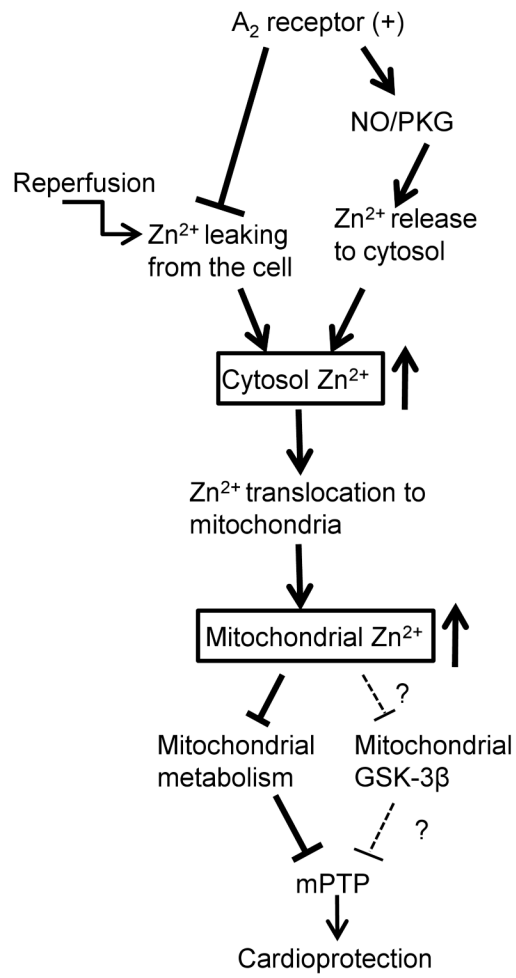 A₂ receptor (+)
NO/PKG
Reperfusion
Zn²⁺ leaking
from the cell
Zn²⁺ release
to cytosol
Cytosol Zn²⁺
Zn²⁺ translocation to
mitochondria
Mitochondrial Zn²⁺
?
Mitochondrial
metabolism
Mitochondrial
GSK-3β
?
mPTP
Cardioprotection